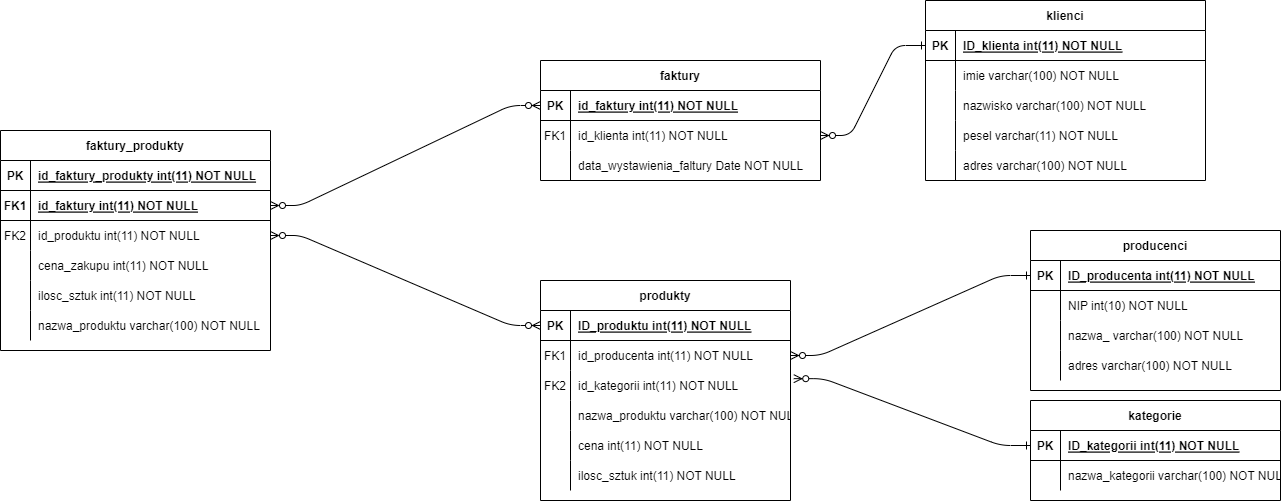 klienci
PK ID_klienta int(11) NOT NULL
imie varchar(100) NOT NULL
nazwisko varchar(100) NOT NULL
pesel varchar(11) NOT NULL
adres varchar(100) NOT NULL
faktury
PK id_faktury int(11) NOT NULL
FK1 id_klienta int(11) NOT NULL
data_wystawienia_faltury Date NOT NULL
faktury_produkty
PK id_faktury_produkty int(11) NOT NULL
FK1 id_faktury int(11) NOT NULL
FK2 id_produktu int(11) NOT NULL
cena_zakupu int(11) NOT NULL
ilosc_sztuk int(11) NOT NULL
nazwa_produktu varchar(100) NOT NULL
produkty
PK ID_produktu int(11) NOT NULL
FK1 id_producenta int(11) NOT NULL
FK2 id_kategorii int(11) NOT NULL
nazwa_produktu varchar(100) NOT NUL
cena int(11) NOT NULL
ilosc_sztuk int(11) NOT NULL
producenci
PK ID_producenta int(11) NOT NULL
NIP int(10) NOT NULL
nazwa_ varchar(100) NOT NULL
adres varchar(100) NOT NULL
kategorie
PK ID_kategorii int(11) NOT NULL
nazwa_kategorii varchar(100) NOT NUL